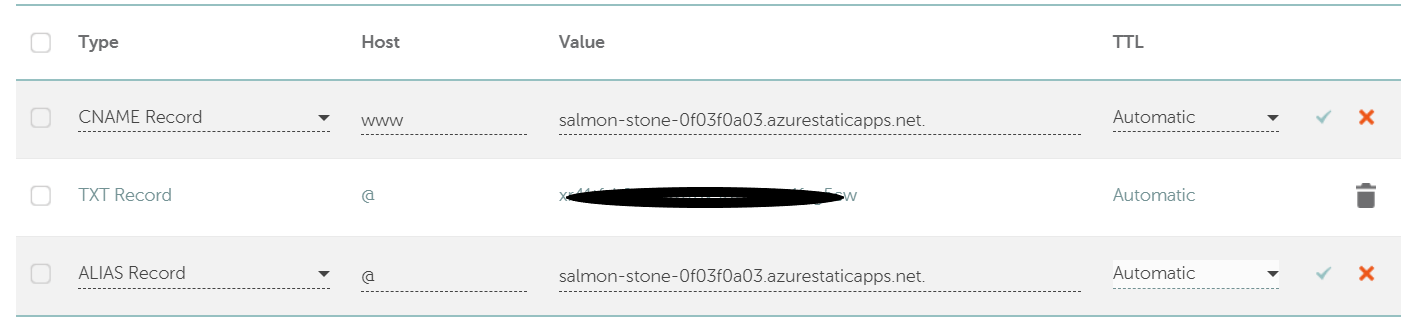 Type Host Value TTL
CNAME Record www salmon-stone-0f03f0a03.azurestaticapps.net. Automatic
TXT Record @ Automatic
ALIAS Record @ salmon-stone-0f03f0a03.azurestaticapps.net. Automatic